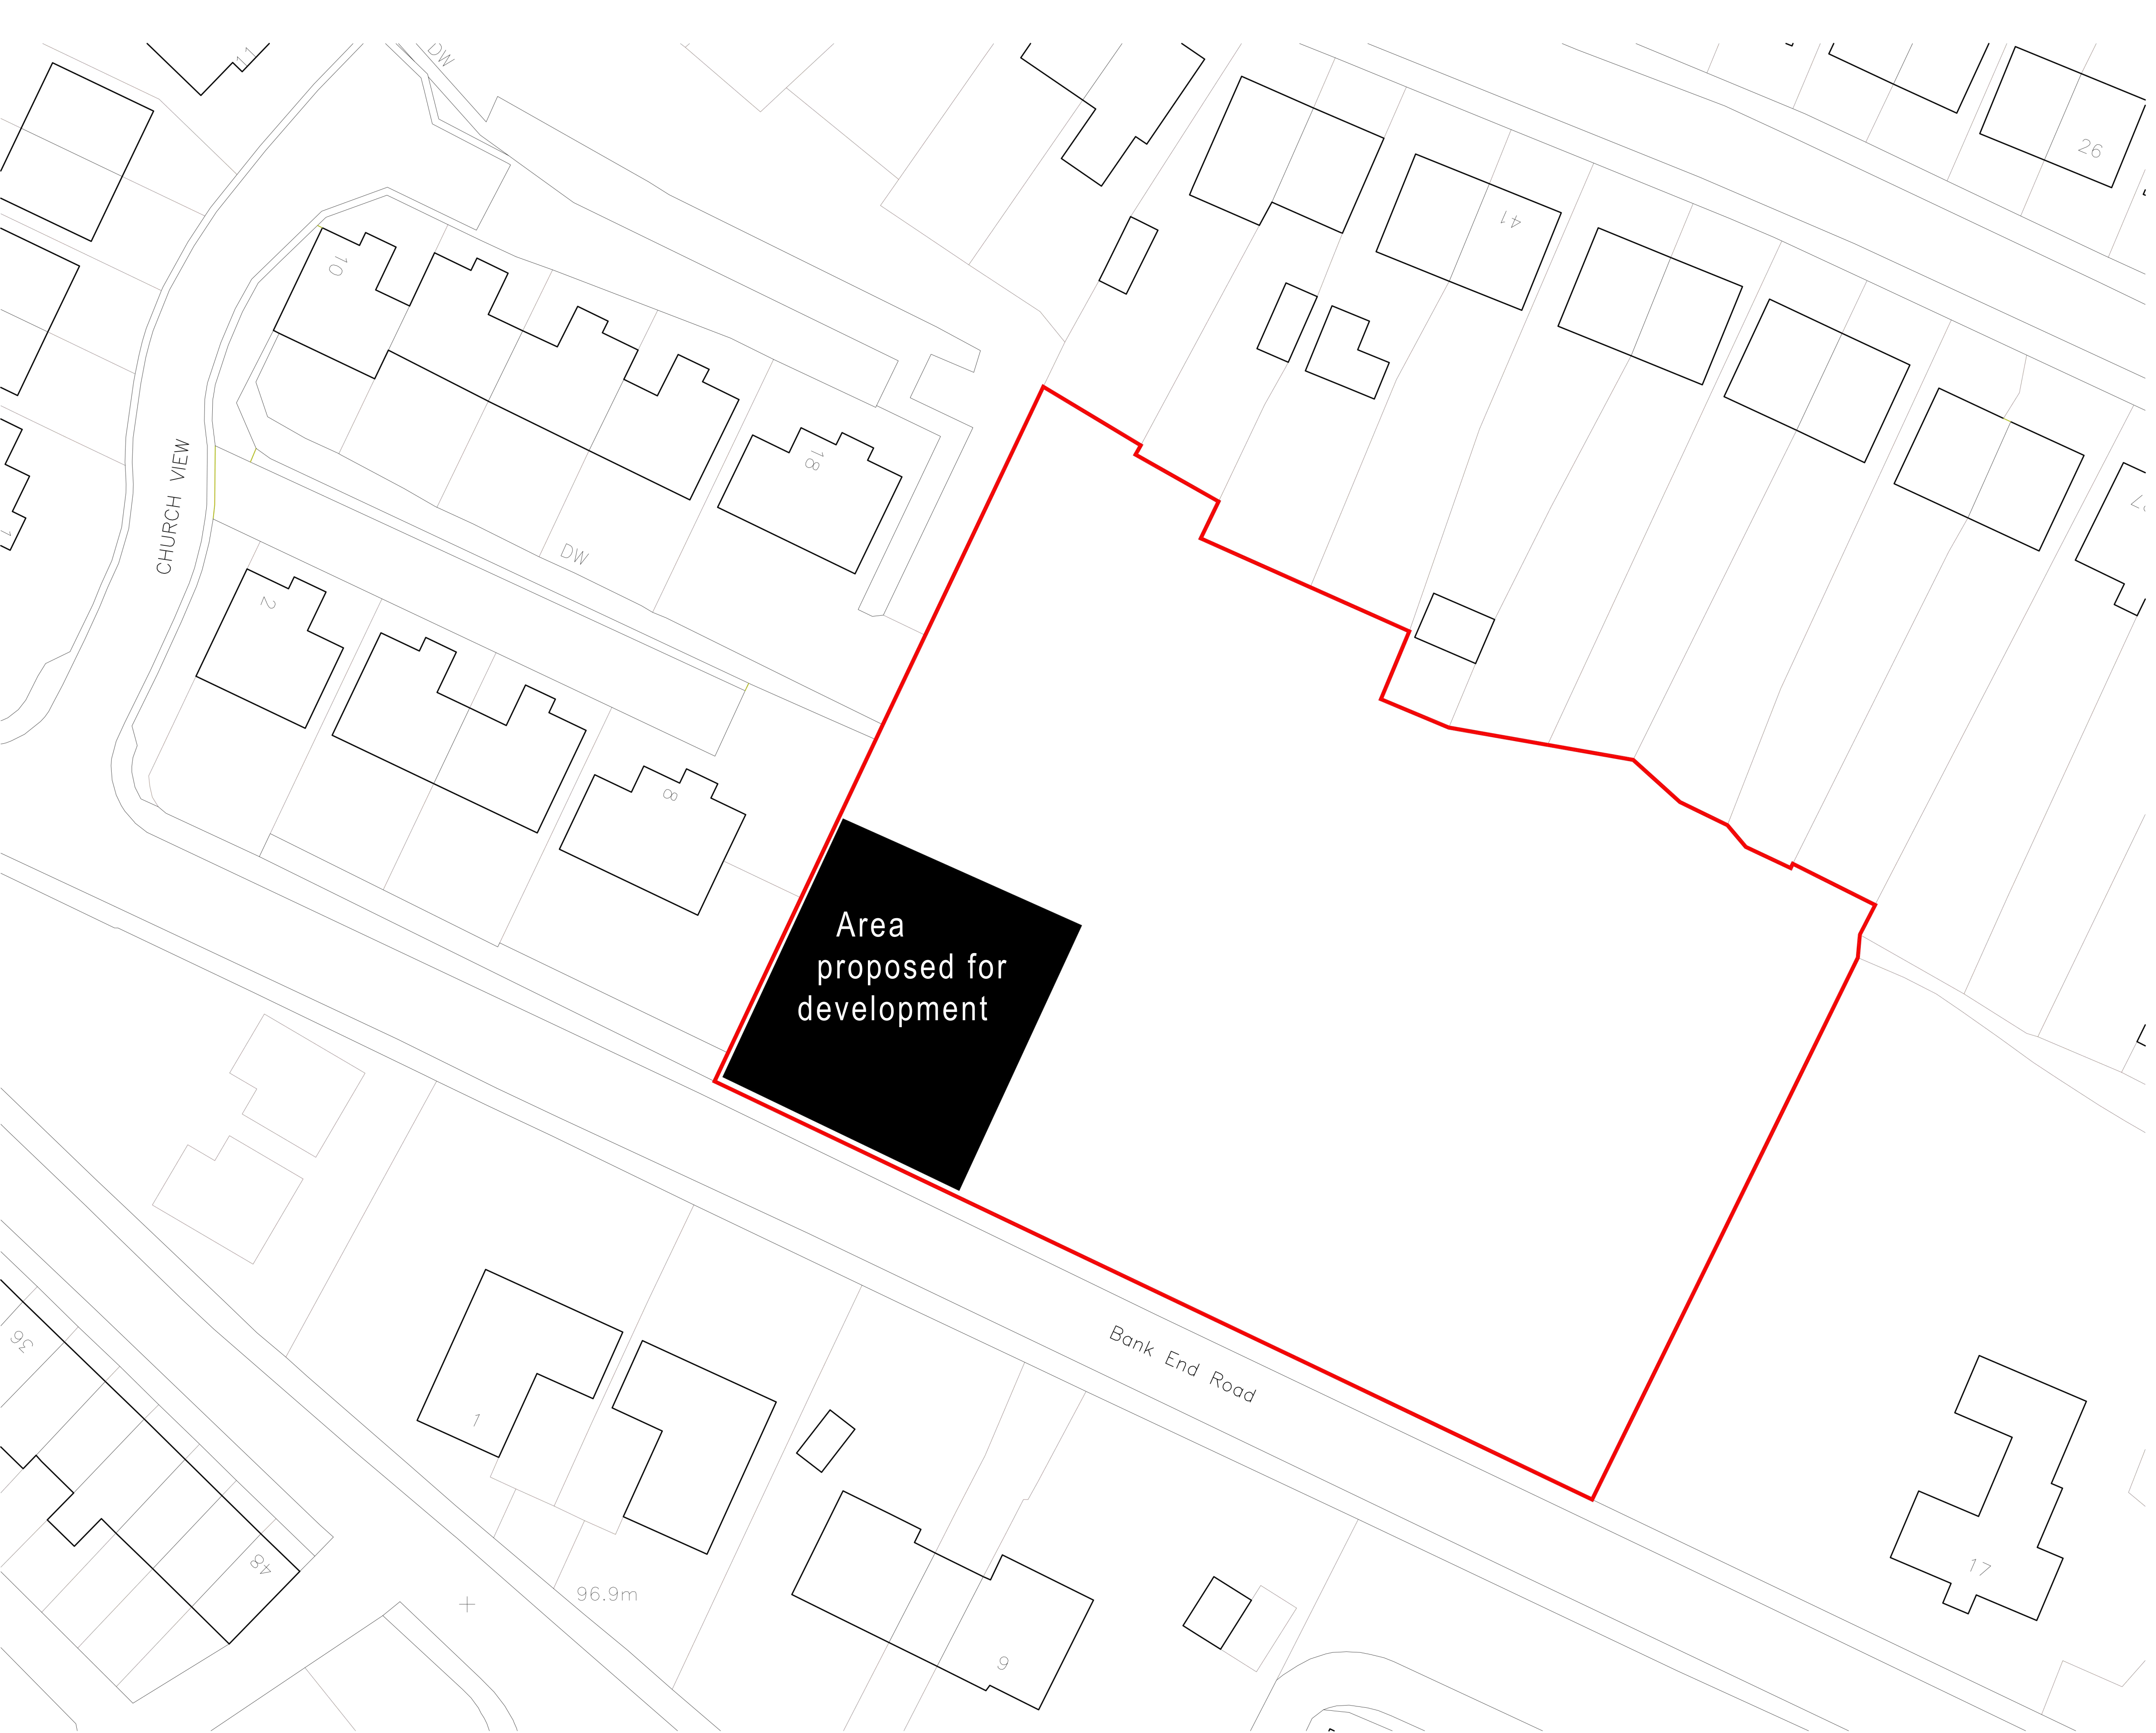 11
DW
26
41
10
18
CHURCH VIEW
DW
2
8
Area
proposed for
development
Bank End Road
36
1
48
96.9m
9
17